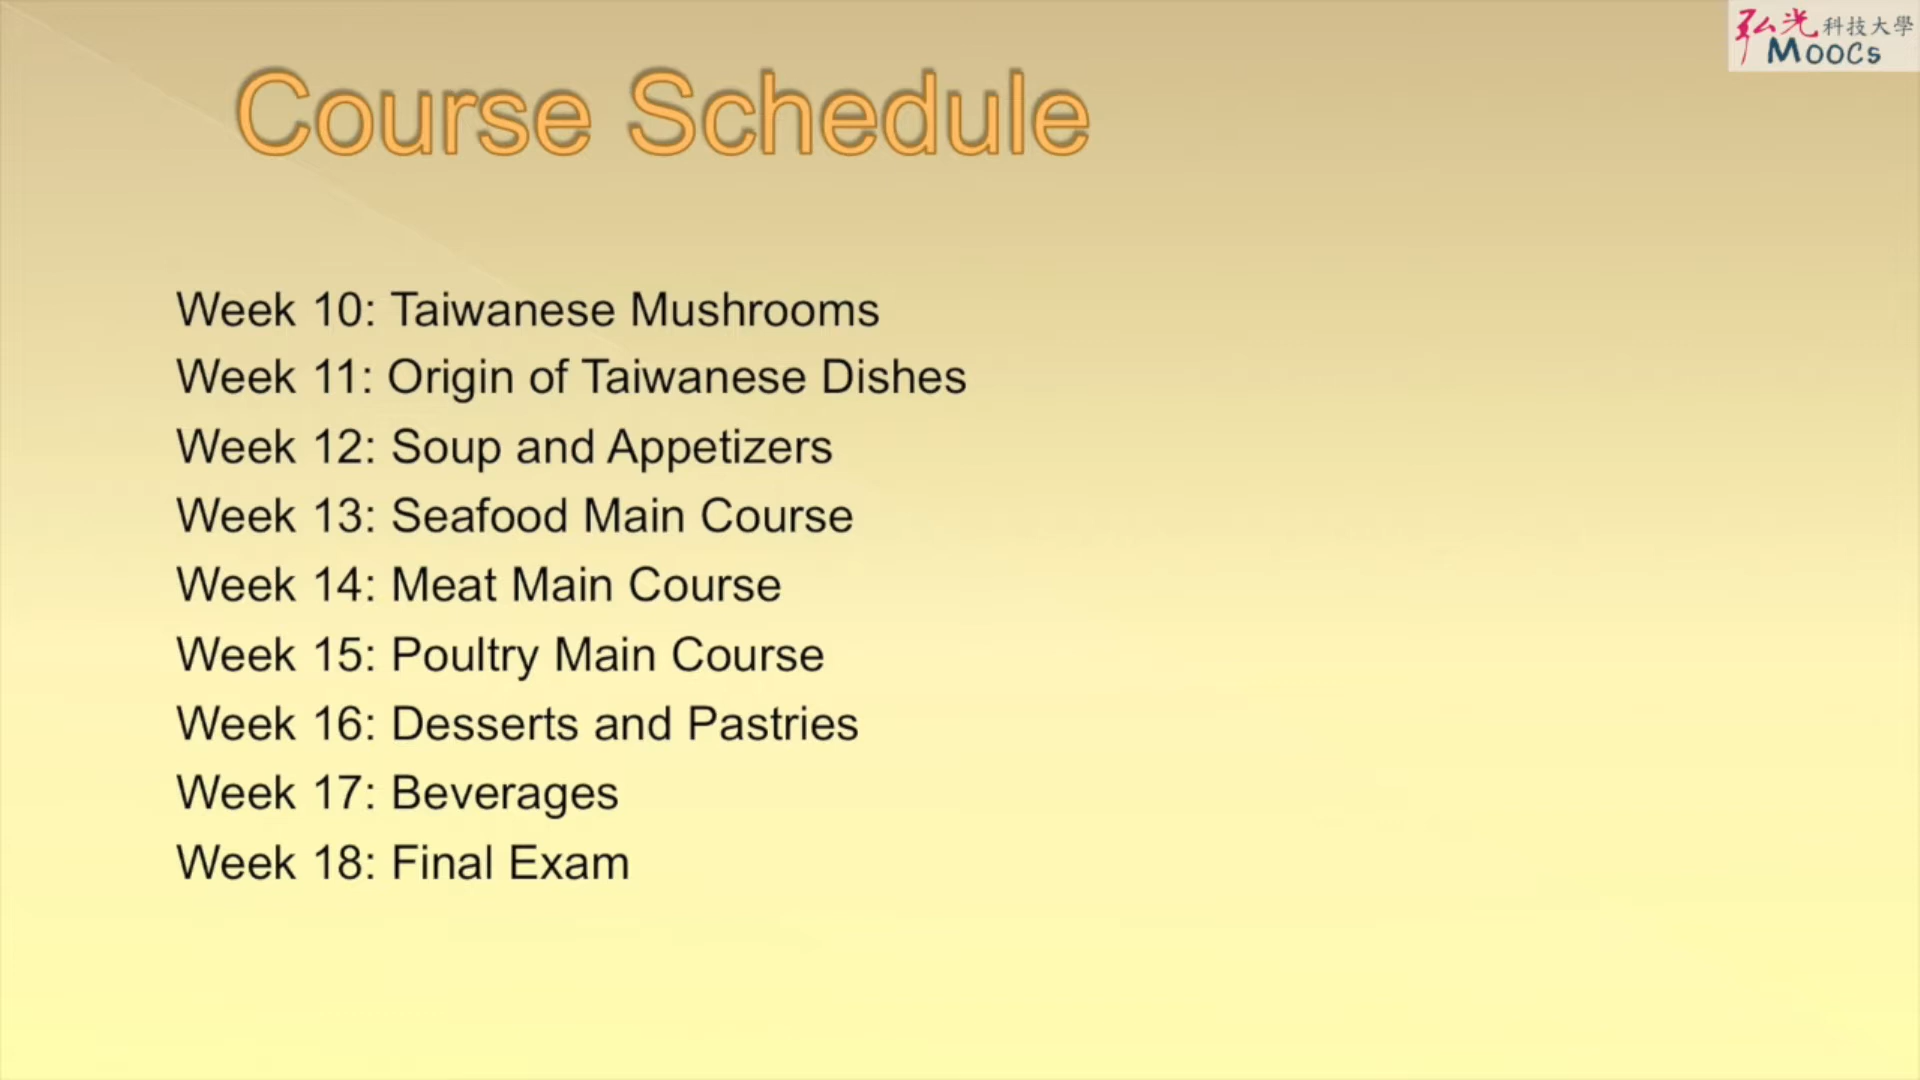 弘光科技大學
MOOCs
Course Schedule
Week 10: Taiwanese Mushrooms
Week 11: Origin of Taiwanese Dishes
Week 12: Soup and Appetizers
Week 13: Seafood Main Course
Week 14: Meat Main Course
Week 15: Poultry Main Course
Week 16: Desserts and Pastries
Week 17: Beverages
Week 18: Final Exam